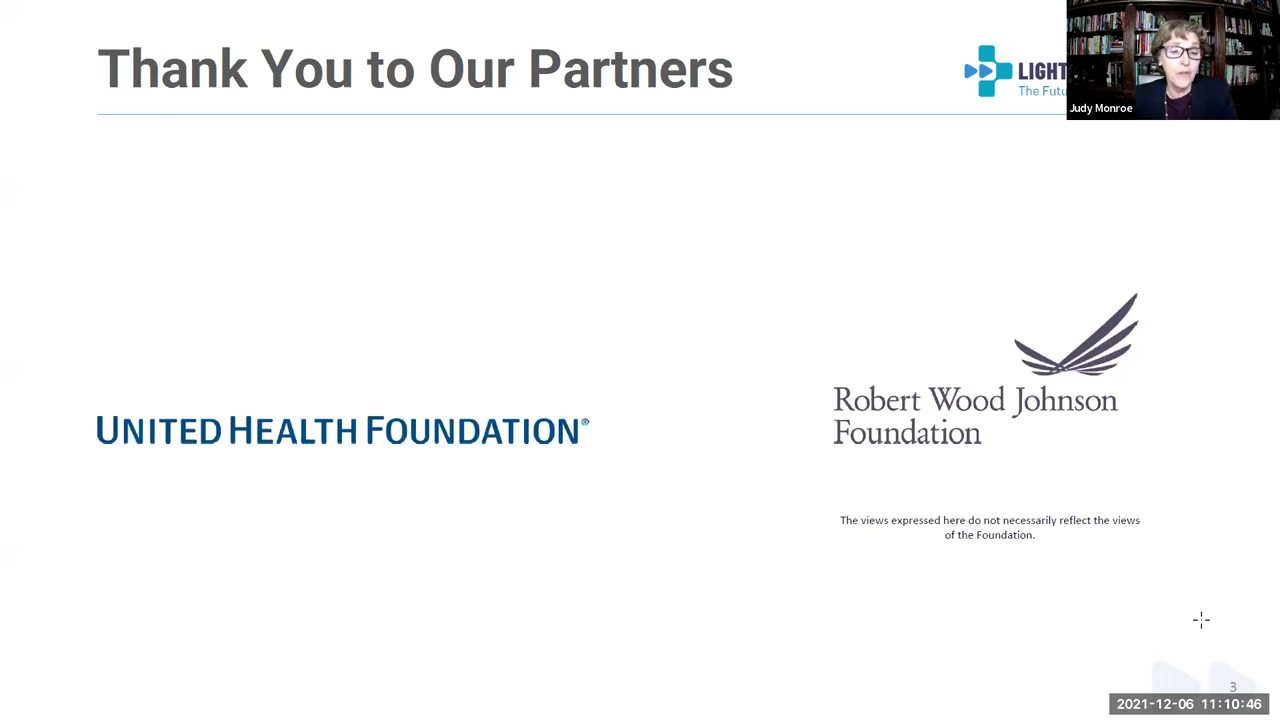 Thank You to Our Partners
LIGHT
The Futu
Judy Monroe
UNITED HEALTH FOUNDATION®
Robert Wood Johnson
Foundation
The views expressed here do not necessarily reflect the views
of the Foundation.
3
2021-12-06 11:10:46